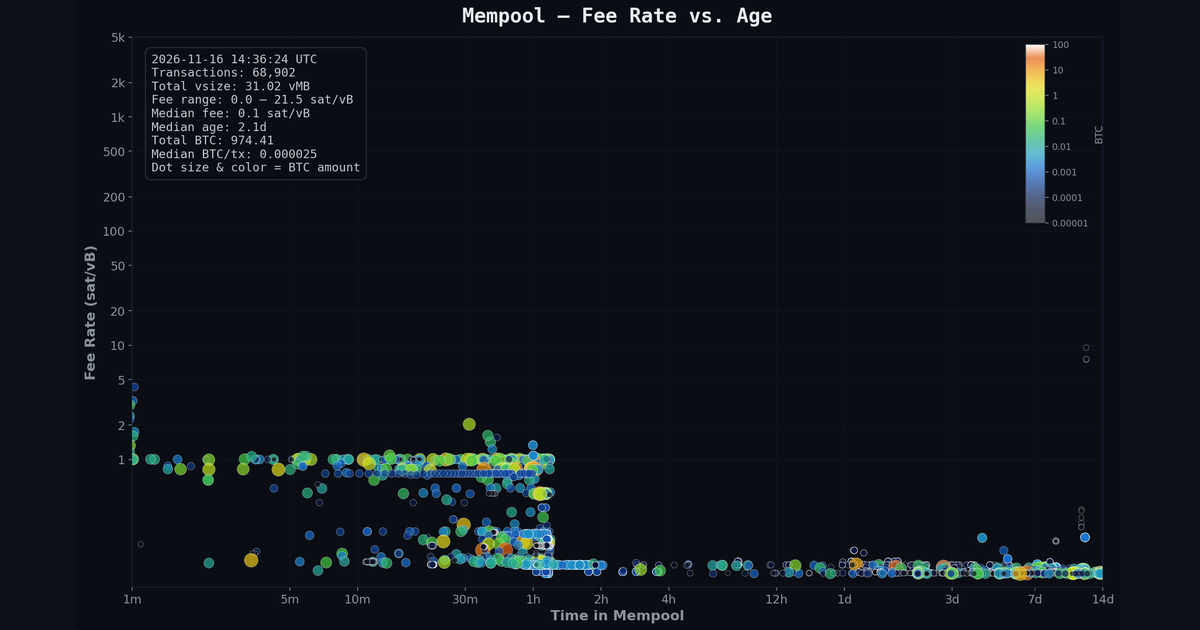 Mempool — Fee Rate vs. Age
2026-11-16 14:36:24 UTC
Transactions: 68,902
Total vsize: 31.02 vMB
Fee range: 0.0 – 21.5 sat/vB
Median fee: 0.1 sat/vB
Median age: 2.1d
Total BTC: 974.41
Median BTC/tx: 0.000025
Dot size & color = BTC amount
100
10
1
0.1
0.01
0.001
0.0001
0.00001
BTC
Fee Rate (sat/vB)
5k
2k
1k
500
200
100
50
20
10
5
2
1
1m
5m
10m
30m
1h
2h
4h
12h
1d
3d
7d
14d
Time in Mempool